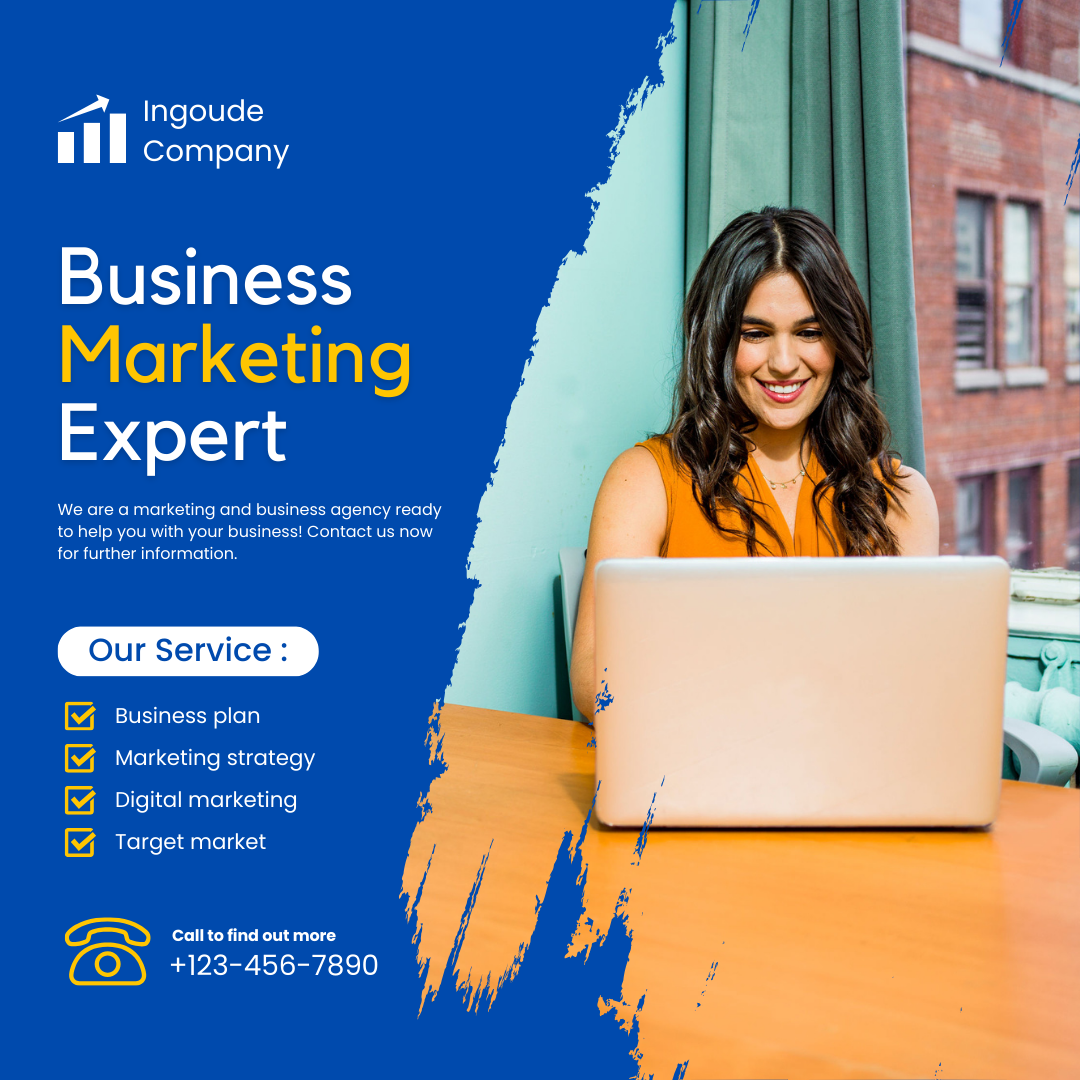 Ingoude
Company
Business
Marketing
Expert
We are a marketing and business agency ready
to help you with your business! Contact us now
for further information.
Our Service :
Business plan
Marketing strategy
Digital marketing
Target market
Call to find out more
+123-456-7890